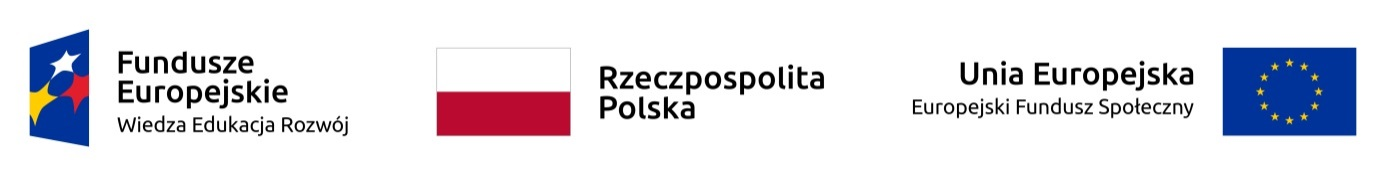 Fundusze
Europejskie
Wiedza Edukacja Rozwój
Rzeczpospolita
Polska
Unia Europejska
Europejski Fundusz Społeczny